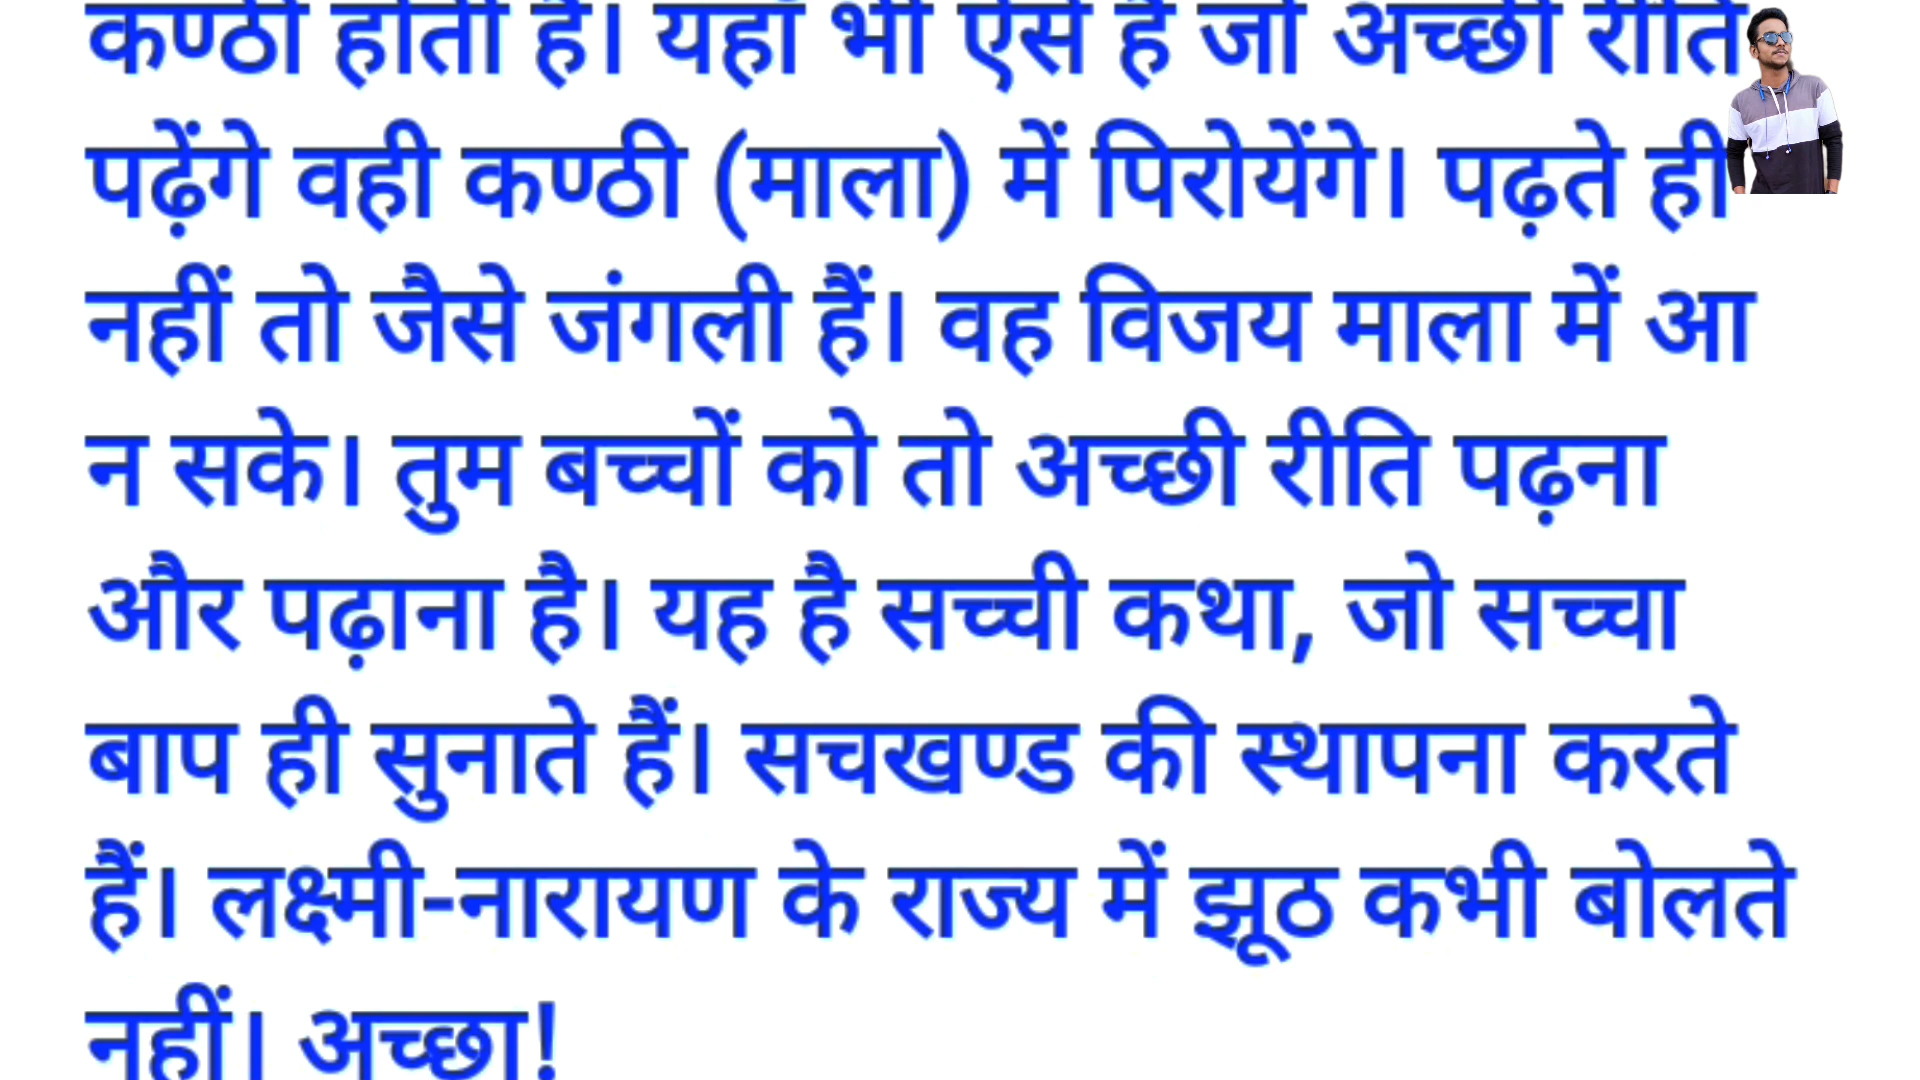 कण्ठी होती है। यहाँ भी ऐसे है जो अच्छी रीति
पढ़ेंगे वही कण्ठी (माला) में पिरोयेंगे। पढ़ते ही
नहीं तो जैसे जंगली हैं। वह विजय माला में आ
न सके। तुम बच्चों को तो अच्छी रीति पढ़ना
और पढ़ाना है। यह है सच्ची कथा, जो सच्चा
बाप ही सुनाते हैं। सचखण्ड की स्थापना करते
हैं। लक्ष्मी-नारायण के राज्य में झूठ कभी बोलते
नहीं। अच्छा!